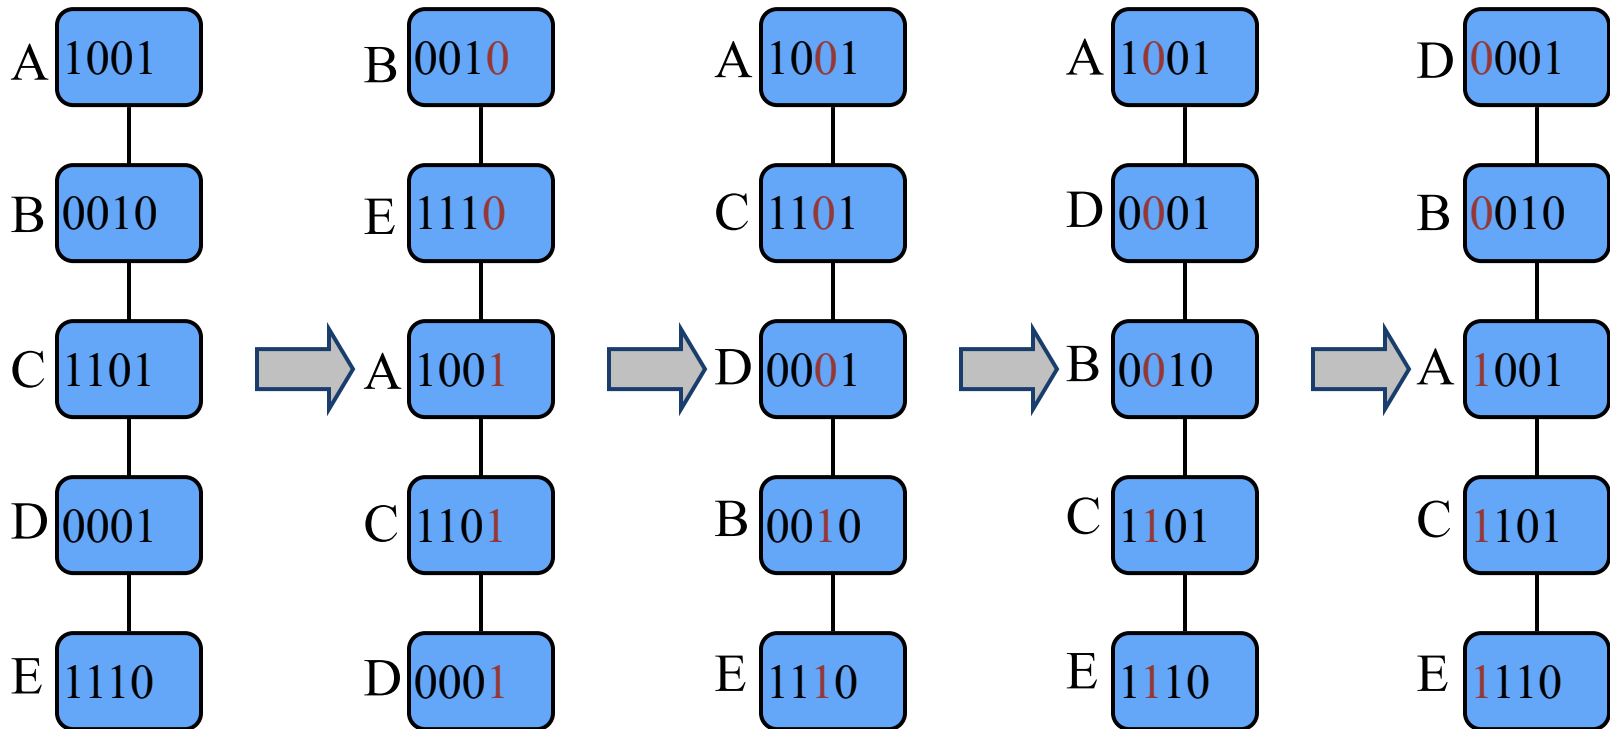 A 1001 B 0010 A 1001 A 1001 D 0001
B 0010 E 1110 C 1101 D 0001 B 0010
C 1101 A 1001 D 0001 B 0010 A 1001
D 0001 C 1101 B 0010 C 1101 C 1101
E 1110 D 0001 E 1110 E 1110 E 1110